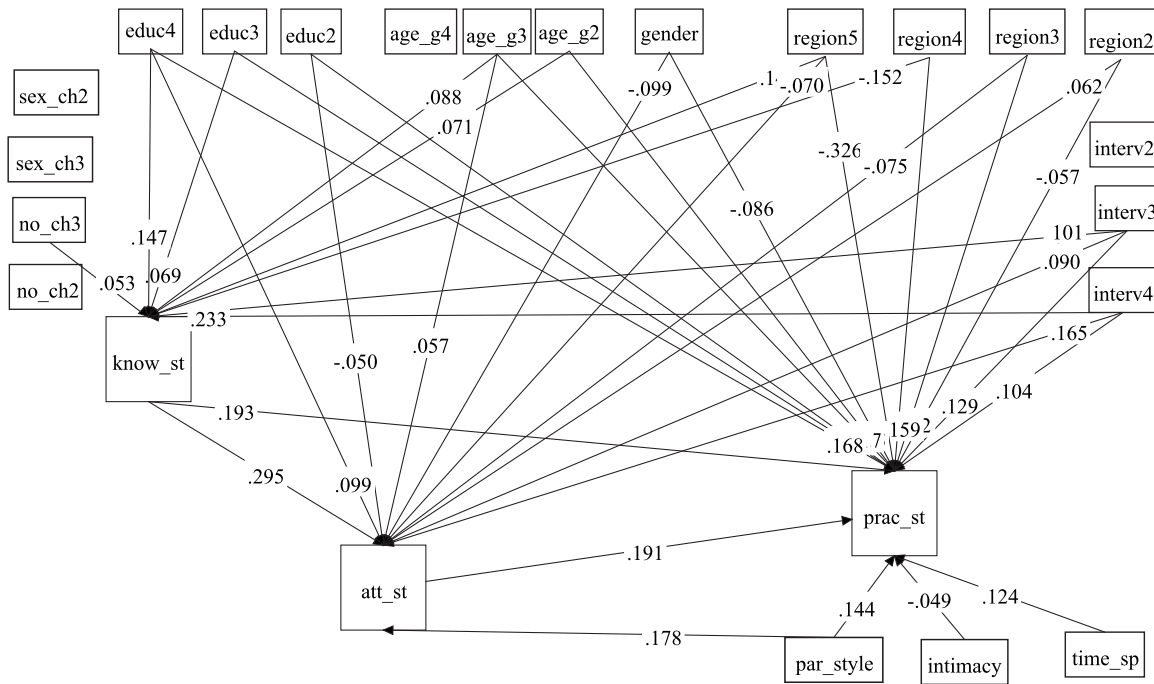 educ4
educ3
educ2
age_g4
age_g3
age_g2
gender
region5
region4
region3
region2
sex_ch2
.088
-.099
-.070
-.152
.062
.071
sex_ch3
-.326
-.075
interv2
-.057
no_ch3
-.086
interv3
.147
101
.053
.069
.090
no_ch2
interv4
.233
.165
know_st
-.050
.057
.193
.104
.129
.168
159
.295
.099
prac_st
.191
att_st
.144
-.049
.124
.178
par_style
intimacy
time_sp